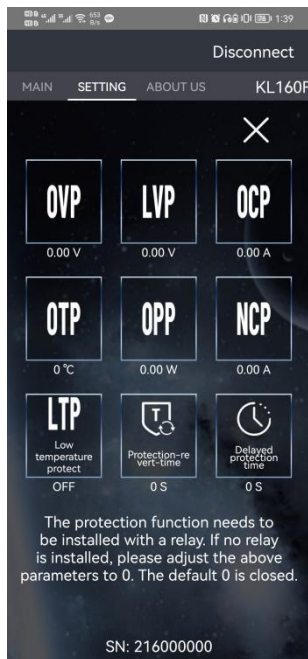 653
B/s
1:39
Disconnect
MAIN SETTING ABOUT US KL160F
OVP LVP OCP
0.00 V 0.00 V 0.00 A
OTP OPP NCP
0 ℃ 0.00 W 0.00 A
LTP
Low
temperature
protect
OFF
T
Protection-re
vert-time
0 S
Delayed
protection
time
0 S
The protection function needs to
be installed with a relay. If no relay
is installed, please adjust the above
parameters to 0. The default 0 is closed.
SN: 216000000